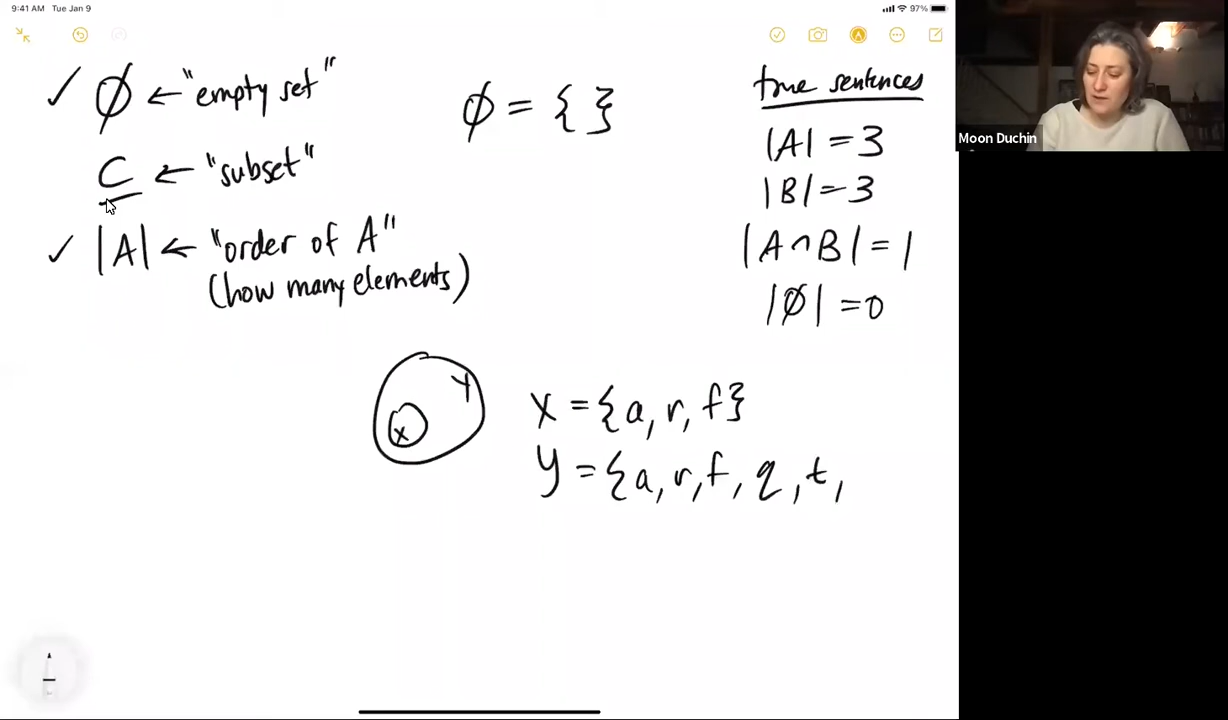 9:41 AM Tue Jan 9
97%
∅ ← "empty set"
∅ = { }
⊆ ← "subset"
|A| ← "order of A"
(how many elements)
true sentences
|A| = 3
|B| = 3
|A ∩ B| = 1
|∅| = 0
Y
X
X = {a, r, f}
Y = {a, r, f, q, t,
Moon Duchin